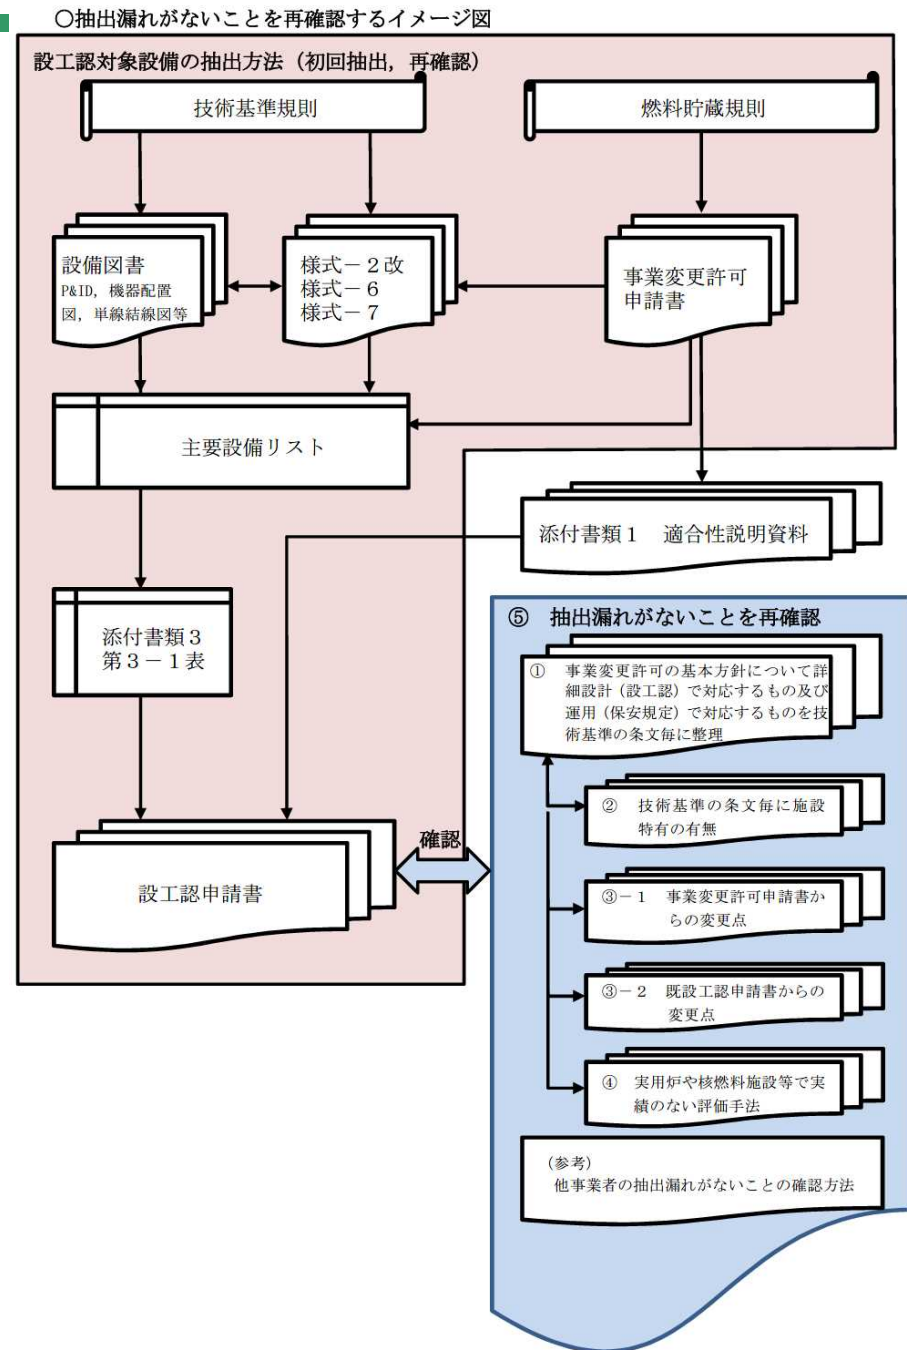 〇抽出漏れがないことを再確認するイメージ図
設工認対象設備の抽出方法（初回抽出，再確認）
技術基準規則
燃料貯蔵規則
設備図書
P&ID，機器配置
図，単線結線図等
様式－２改
様式－６
様式－７
事業変更許可
申請書
主要設備リスト
添付書類１　適合性説明資料
添付書類３
第３－１表
⑤　抽出漏れがないことを再確認
①　事業変更許可の基本方針について詳
細設計（設工認）で対応するもの及び
運用（保安規定）で対応するものを技
術基準の条文毎に整理
②　技術基準の条文毎に施設
特有の有無
確認
設工認申請書
③－１　事業変更許可申請書か
らの変更点
③－２　既設工認申請書からの
変更点
④　実用炉や核燃料施設等で実
績のない評価手法
（参考）
他事業者の抽出漏れがないことの確認方法